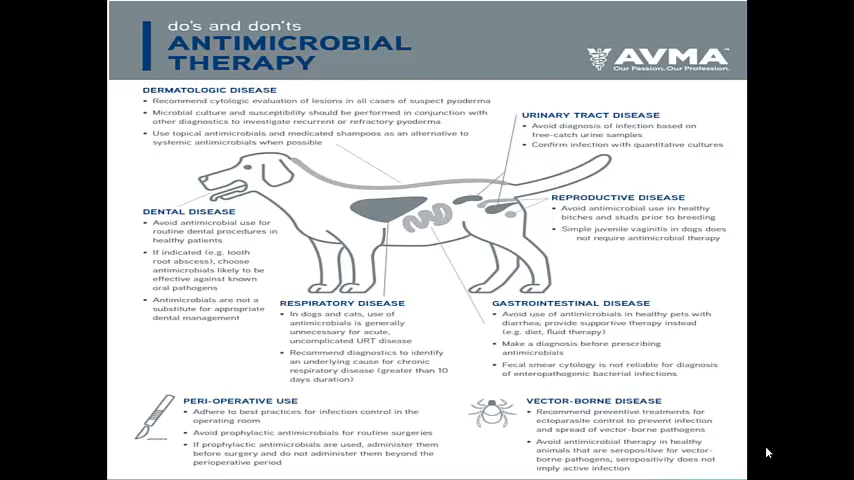 do's and don'ts
ANTIMICROBIAL
THERAPY
AVMA™
Our Passion. Our Profession.
DERMATOLOGIC DISEASE
• Recommend cytologic evaluation of lesions in all cases of suspect pyoderma
• Microbial culture and susceptibility should be performed in conjunction with
other diagnostics to investigate recurrent or refractory pyoderma
• Use topical antimicrobials and medicated shampoos as an alternative to
systemic antimicrobials when possible
URINARY TRACT DISEASE
• Avoid diagnosis of infection based on
free-catch urine samples
• Confirm infection with quantitative cultures
REPRODUCTIVE DISEASE
• Avoid antimicrobial use in healthy
bitches and studs prior to breeding
• Simple juvenile vaginitis in dogs does
not require antimicrobial therapy
DENTAL DISEASE
• Avoid antimicrobial use for
routine dental procedures in
healthy patients
• If indicated (e.g. tooth
root abscess), choose
antimicrobials likely to be
effective against known
oral pathogens
• Antimicrobials are not a
substitute for appropriate
dental management
RESPIRATORY DISEASE
• In dogs and cats, use of
antimicrobials is generally
unnecessary for acute,
uncomplicated URT disease
• Recommend diagnostics to identify
an underlying cause for chronic
respiratory disease (greater than 10
days duration)
GASTROINTESTINAL DISEASE
• Avoid use of antimicrobials in healthy pets with
diarrhea; provide supportive therapy instead
(e.g. diet, fluid therapy)
• Make a diagnosis before prescribing
antimicrobials
• Fecal smear cytology is not reliable for diagnosis
of enteropathogenic bacterial infections
PERI-OPERATIVE USE
• Adhere to best practices for infection control in the
operating room
• Avoid prophylactic antimicrobials for routine surgeries
• If prophylactic antimicrobials are used, administer them
before surgery and do not administer them beyond the
perioperative period
VECTOR-BORNE DISEASE
• Recommend preventive treatments for
ectoparasite control to prevent infection
and spread of vector-borne pathogens
• Avoid antimicrobial therapy in healthy
animals that are seropositive for vector-
borne pathogens; seropositivity does not
imply active infection